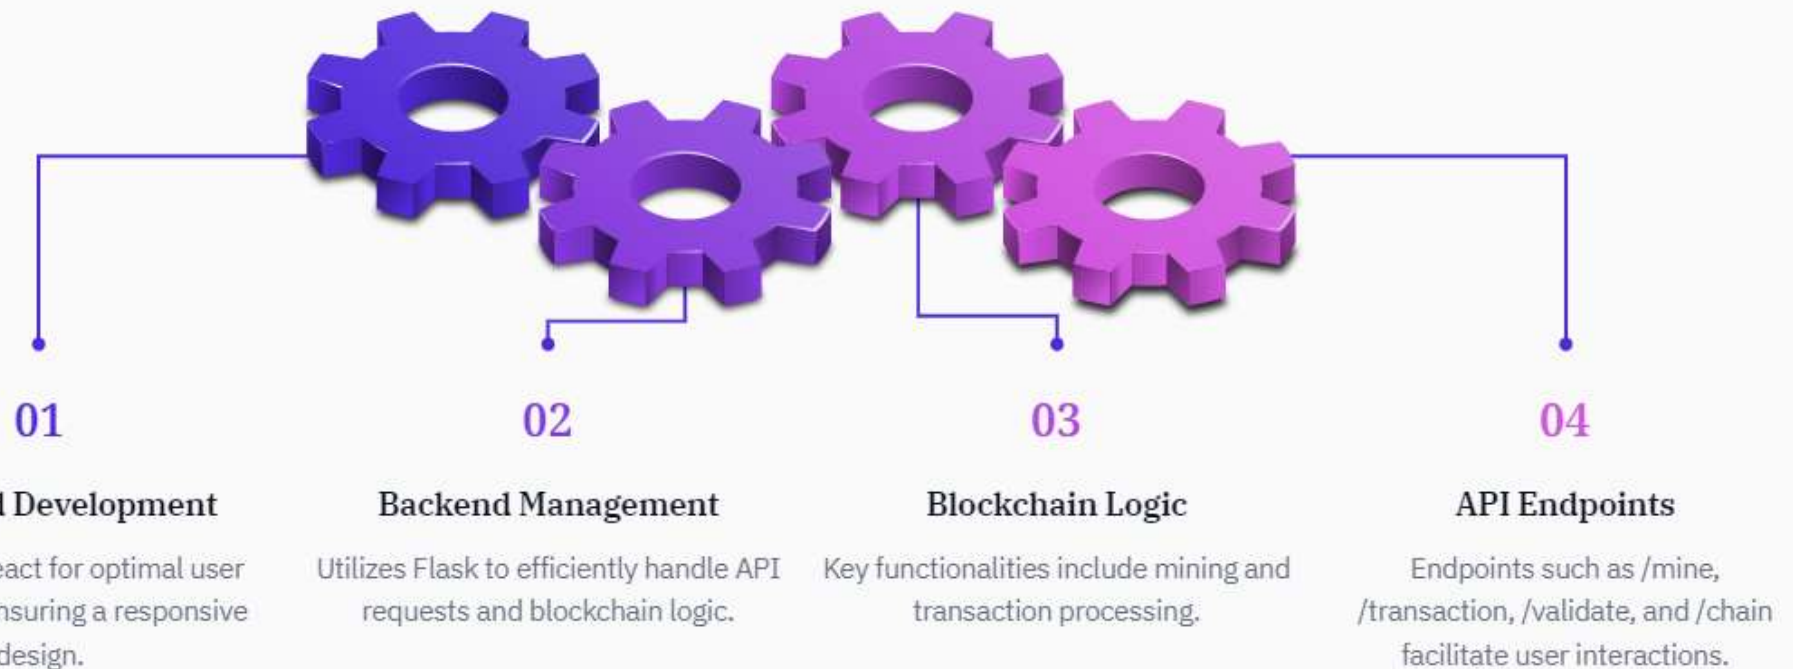 01
Development
for optimal user
a responsive
design.
02
Backend Management
Utilizes Flask to efficiently handle API
requests and blockchain logic.
03
Blockchain Logic
Key functionalities include mining and
transaction processing.
04
API Endpoints
Endpoints such as /mine,
/transaction, /validate, and /chain
facilitate user interactions.